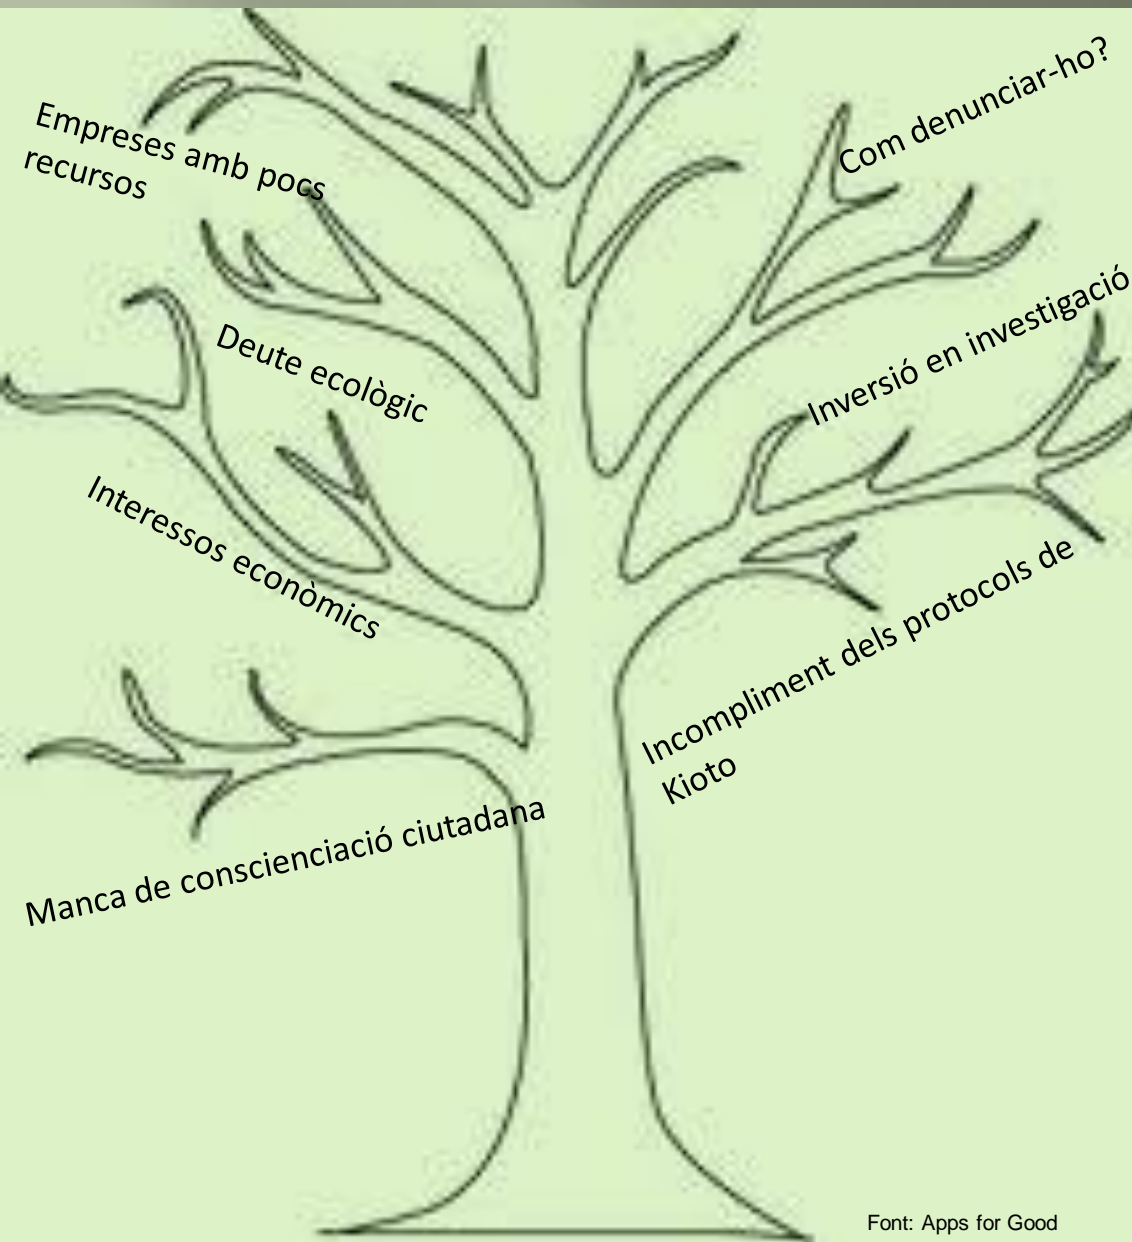 Empreses amb pocs
recursos
Com denunciar-ho?
Deute ecològic
Inversió en investigació
Interessos econòmics
Incompliment dels protocols de
Kioto
Manca de conscienciació ciutadana
Font: Apps for Good